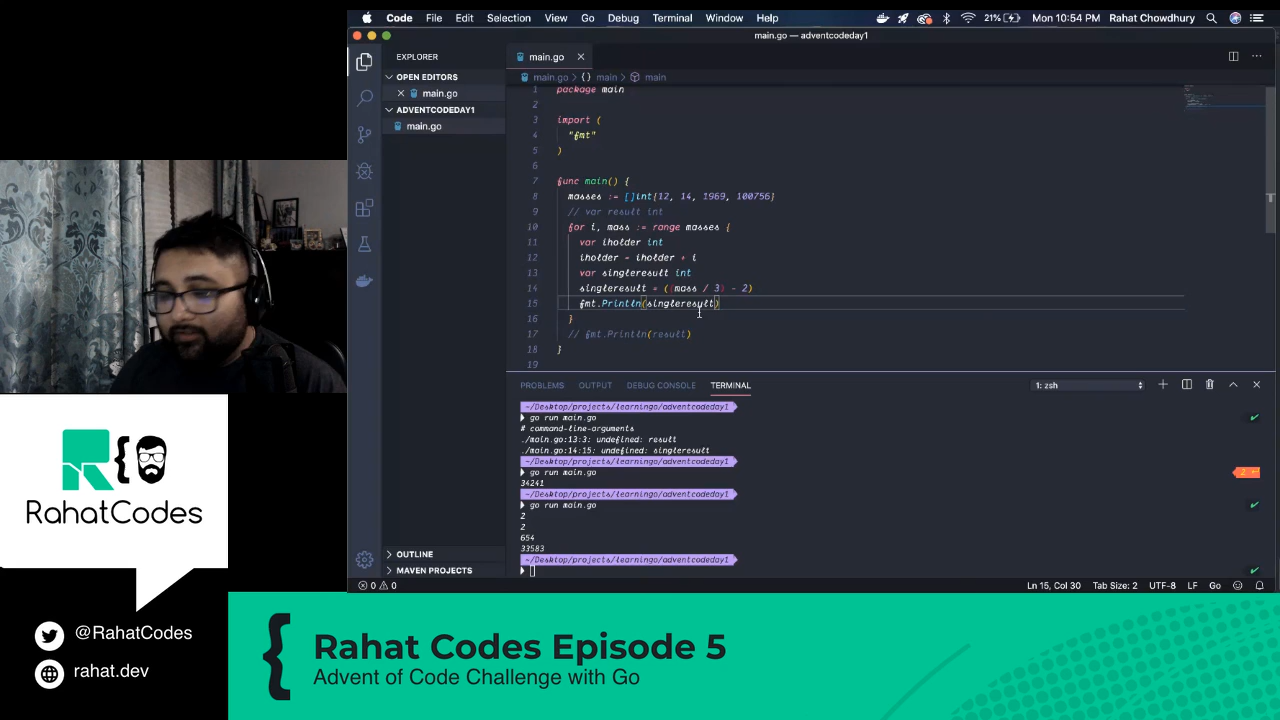 Code File Edit Selection View Go Debug Terminal Window Help 21% Mon 10:54 PM Rahat Chowdhury
main.go — adventcodeday1
EXPLORER
OPEN EDITORS
main.go
ADVENTCODEDAY1
main.go
OUTLINE
MAVEN PROJECTS
main.go
main.go > {} main > main
1 package main
2
3 import (
4 "fmt"
5 )
6
7 func main() {
8 masses := []int{12, 14, 1969, 100756}
9 // var result int
10 for i, mass := range masses {
11 var iholder int
12 iholder = iholder + i
13 var singleresult int
14 singleresult = ((mass / 3) - 2)
15 fmt.Println(singleresult)
16 }
17 // fmt.Println(result)
18 }
19
PROBLEMS OUTPUT DEBUG CONSOLE TERMINAL 1: zsh
~/Desktop/projects/learningo/adventcodeday1
go run main.go
# command-line-arguments
./main.go:13:3: undefined: result
./main.go:14:15: undefined: singleresult
~/Desktop/projects/learningo/adventcodeday1
go run main.go
34241
~/Desktop/projects/learningo/adventcodeday1
go run main.go
2
2
654
33583
~/Desktop/projects/learningo/adventcodeday1
0 0 Ln 15, Col 30 Tab Size: 2 UTF-8 LF Go
R{
RahatCodes
@RahatCodes
rahat.dev
{ Rahat Codes Episode 5
Advent of Code Challenge with Go